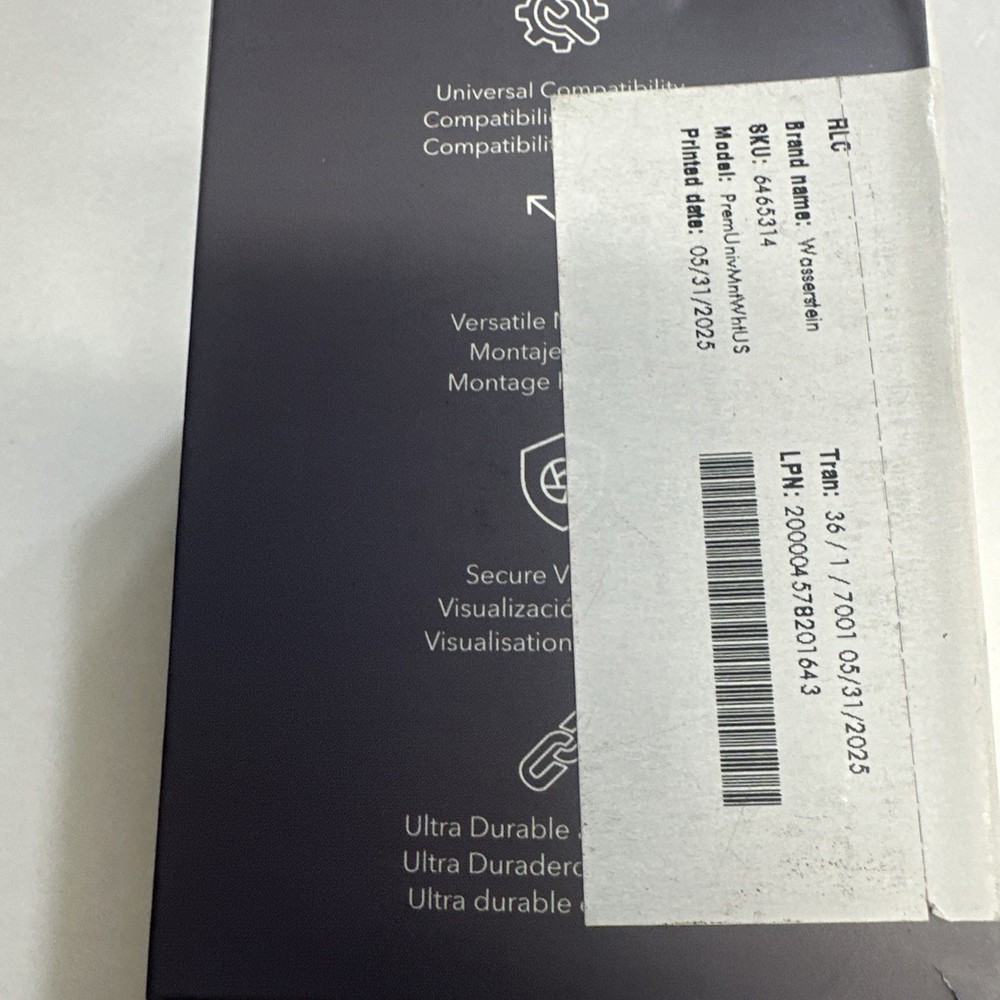 Universal Compatibility
Compatibili
Compatibili
Versatile
Montaje
Montage
Secure V
Visualizació
Visualisation
Ultra Durable
Ultra Duradero
Ultra durable
RLC
Brand name: Wasserstein
SKU: 6465314
Model: PremUnivMntWhtUS
Printed date: 05/31/2025
Tran: 36 / 1 / 7001 05/31/2025
LPN: 200004578201643